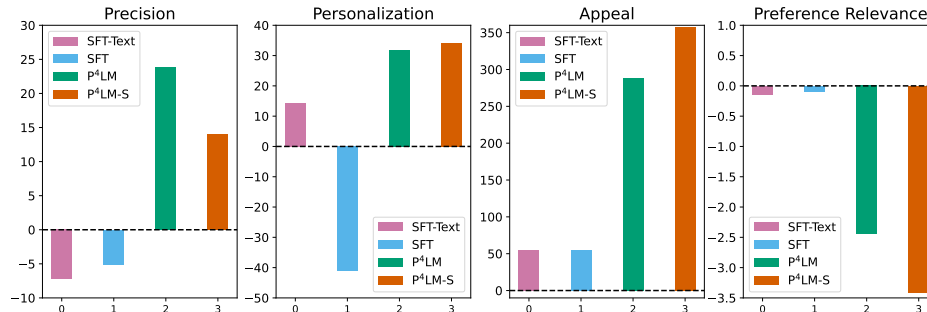 Precision
30
25
20
15
10
5
0
−5
−10
0 1 2 3
SFT-Text
SFT
P⁴LM
P⁴LM-S
Personalization
40
30
20
10
0
−10
−20
−30
−40
−50
0 1 2 3
SFT-Text
SFT
P⁴LM
P⁴LM-S
Appeal
350
300
250
200
150
100
50
0
0 1 2 3
SFT-Text
SFT
P⁴LM
P⁴LM-S
Preference Relevance
1.0
0.5
0.0
−0.5
−1.0
−1.5
−2.0
−2.5
−3.0
−3.5
0 1 2 3
SFT-Text
SFT
P⁴LM
P⁴LM-S